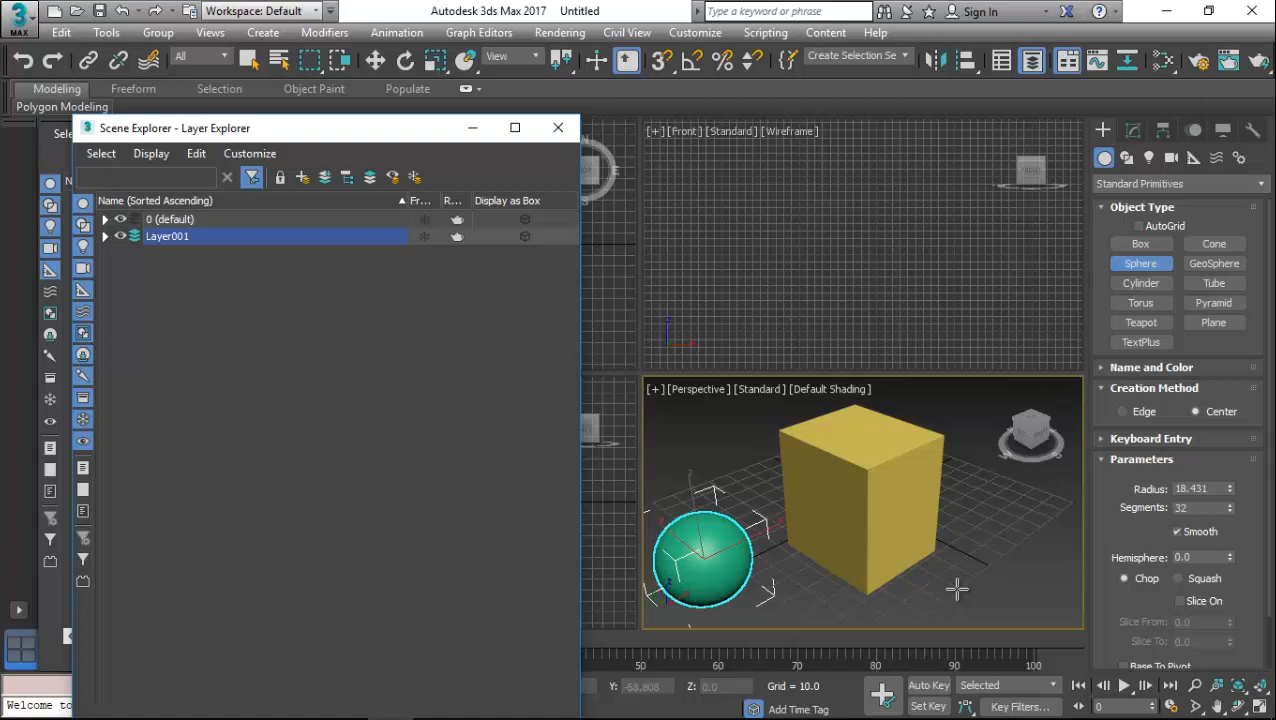 Workspace: Default
Autodesk 3ds Max 2017 Untitled
Type a keyword or phrase
Sign In
MAX
Edit Tools Group Views Create Modifiers Animation Graph Editors Rendering Civil View Customize Scripting Content Help
All
View
Create Selection Se
Modeling Freeform Selection Object Paint Populate
Polygon Modeling
Scene Explorer - Layer Explorer
Select Display Edit Customize
Name (Sorted Ascending) Fr... R... Display as Box
0 (default)
Layer001
[+] [Front] [Standard] [Wireframe]
[+] [Perspective] [Standard] [Default Shading]
Standard Primitives
Object Type
AutoGrid
Box Cone
Sphere GeoSphere
Cylinder Tube
Torus Pyramid
Teapot Plane
TextPlus
Name and Color
Creation Method
Edge Center
Keyboard Entry
Parameters
Radius: 18.431
Segments: 32
Smooth
Hemisphere: 0.0
Chop Squash
Slice On
Slice From: 0.0
Slice To: 0.0
Base To Pivot
50 60 70 80 90 100
Welcome to
Y: -68.808 Z: 0.0 Grid = 10.0
Add Time Tag
Auto Key Selected
Set Key Key Filters...
0